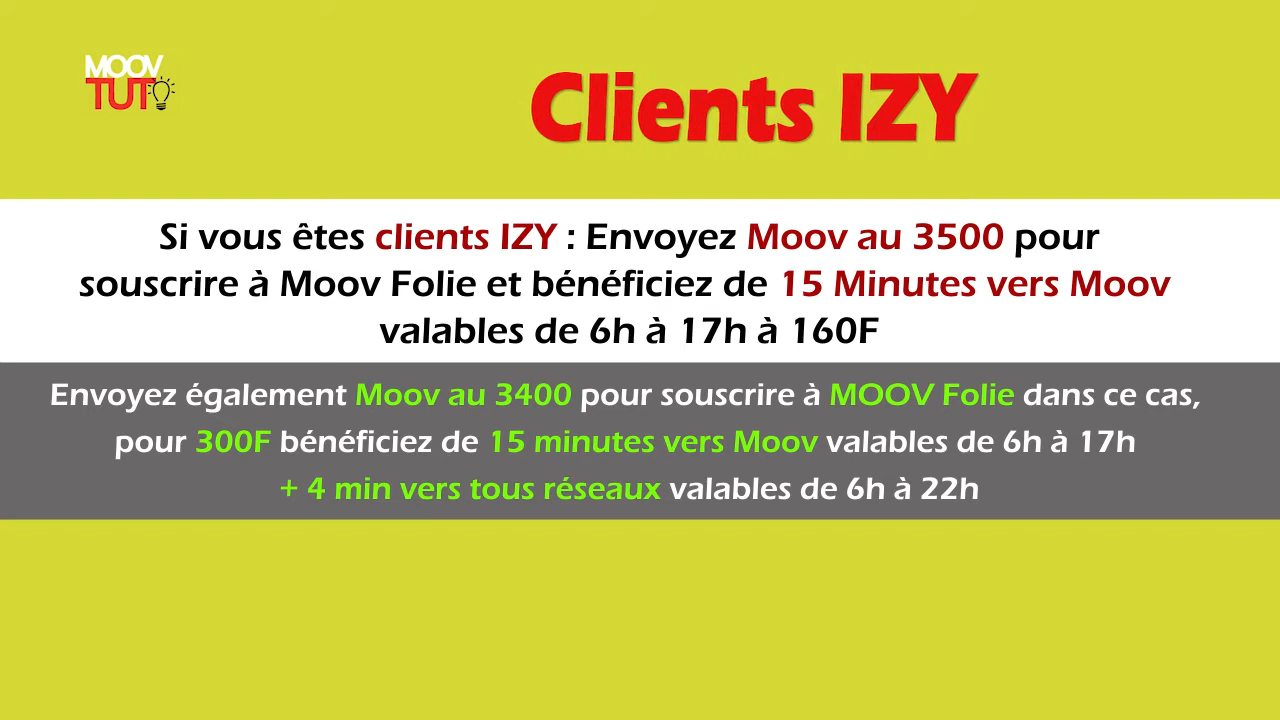 MOOV
TUTO
Clients IZY
Si vous êtes clients IZY : Envoyez Moov au 3500 pour
souscrire à Moov Folie et bénéficiez de 15 Minutes vers Moov
valables de 6h à 17h à 160F
Envoyez également Moov au 3400 pour souscrire à MOOV Folie dans ce cas,
pour 300F bénéficiez de 15 minutes vers Moov valables de 6h à 17h
+ 4 min vers tous réseaux valables de 6h à 22h